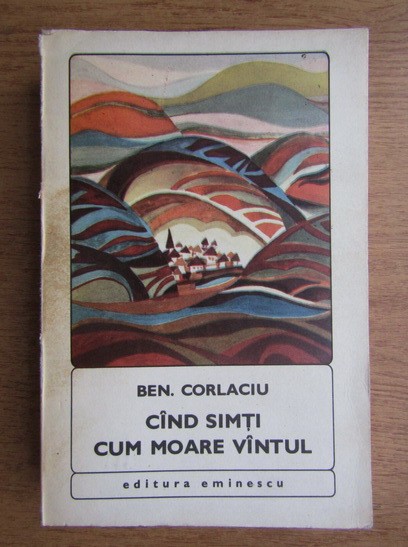 BEN. CORLACIU
CÎND SIMȚI
CUM MOARE VÎNTUL
editura eminescu